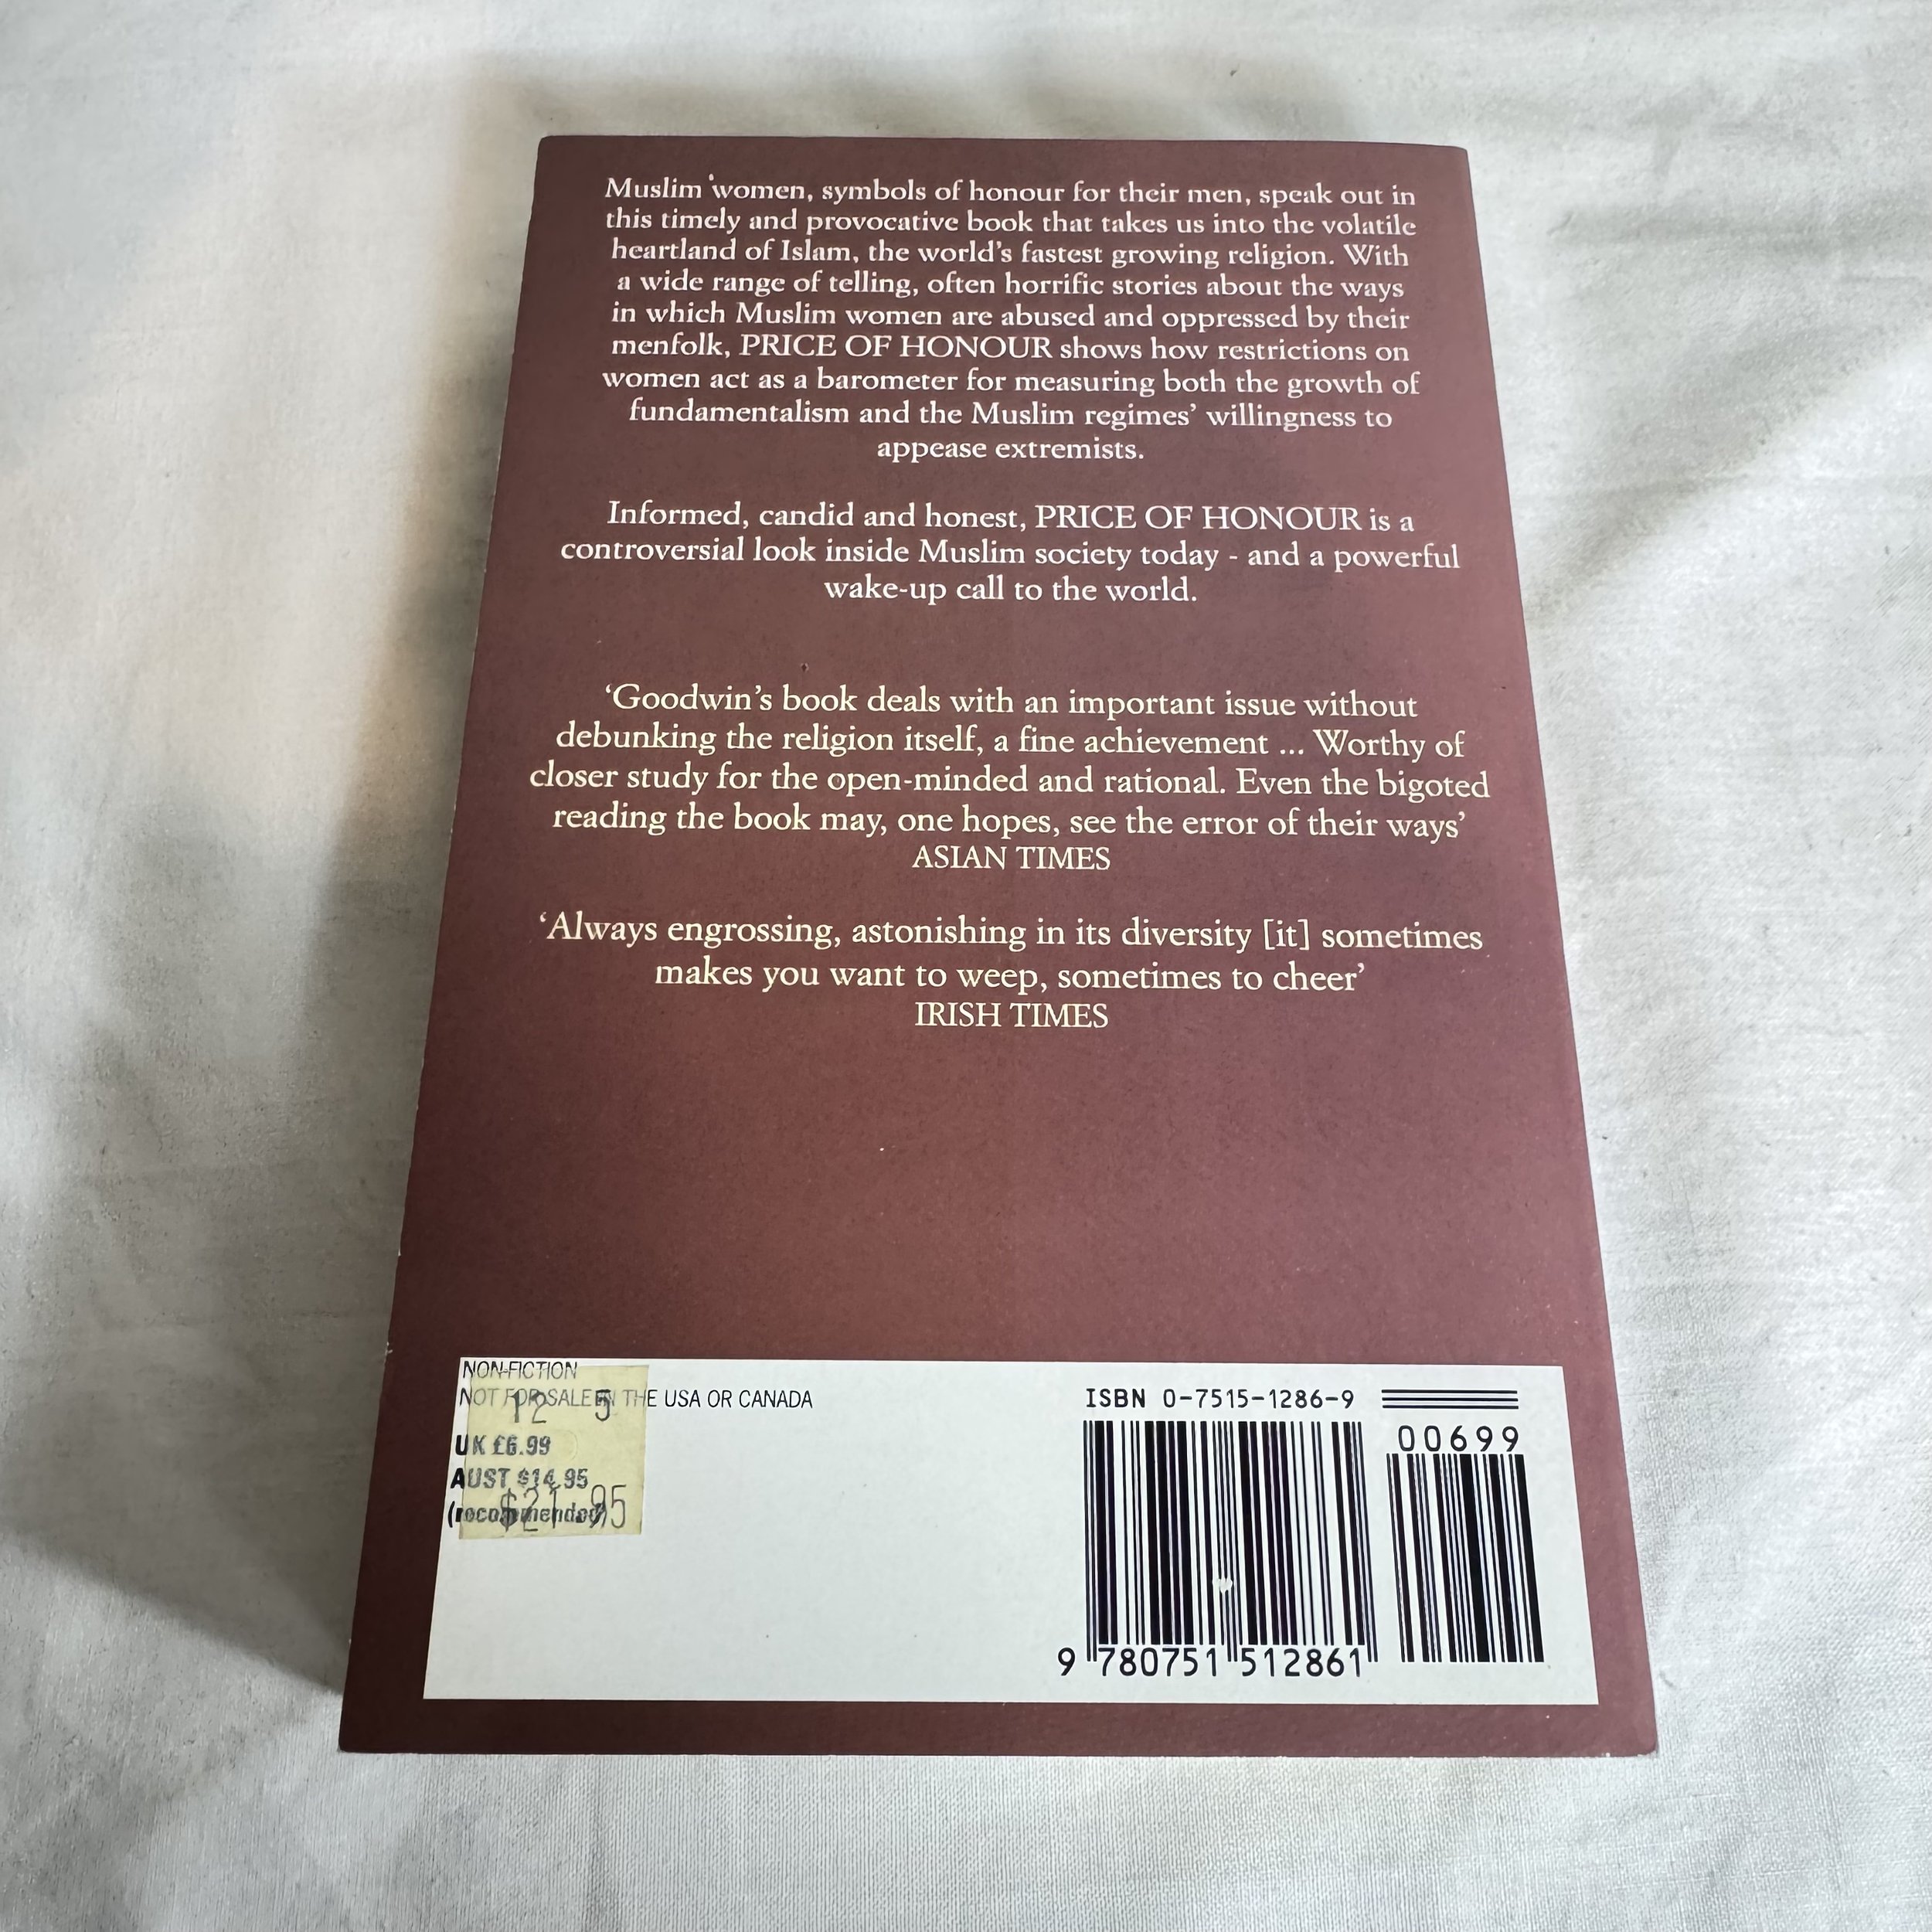 Muslim women, symbols of honour for their men, speak out in
this timely and provocative book that takes us into the volatile
heartland of Islam, the world's fastest growing religion. With
a wide range of telling, often horrific stories about the ways
in which Muslim women are abused and oppressed by their
menfolk, PRICE OF HONOUR shows how restrictions on
women act as a barometer for measuring both the growth of
fundamentalism and the Muslim regimes' willingness to
appease extremists.
Informed, candid and honest, PRICE OF HONOUR is a
controversial look inside Muslim society today - and a powerful
wake-up call to the world.
'Goodwin's book deals with an important issue without
debunking the religion itself, a fine achievement ... Worthy of
closer study for the open-minded and rational. Even the bigoted
reading the book may, one hopes, see the error of their ways'
ASIAN TIMES
'Always engrossing, astonishing in its diversity [it] sometimes
makes you want to weep, sometimes to cheer'
IRISH TIMES
NON-FICTION
NOT FOR SALE IN THE USA OR CANADA
12 5
UK £6.99
AUST $14.95
(recommended)
$21.95
ISBN 0-7515-1286-9
00699
9 780751 512861